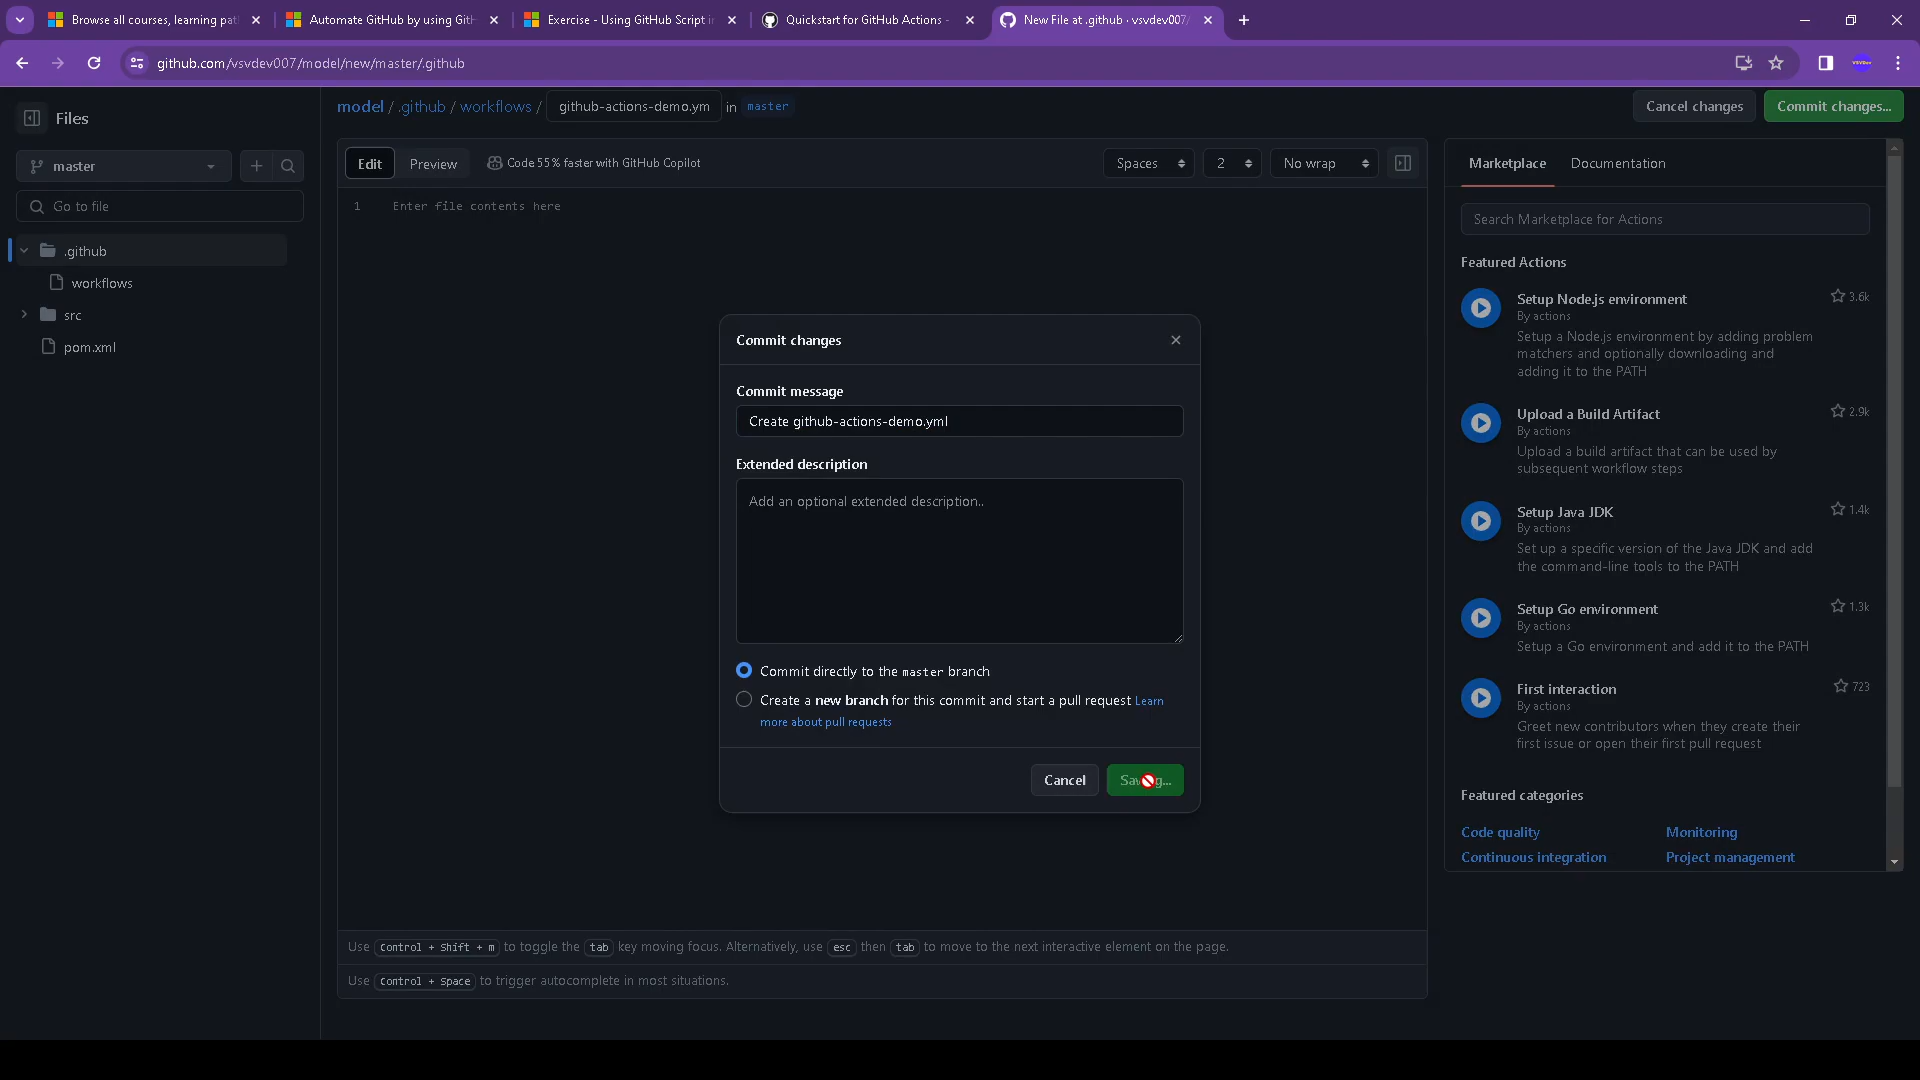 Browse all courses, learning pat
Automate GitHub by using GitH
Exercise - Using GitHub Script in
Quickstart for GitHub Actions -
New File at .github · vsvdev007/
github.com/vsvdev007/model/new/master/.github
Files
master
Go to file
.github
workflows
src
pom.xml
model / .github / workflows / github-actions-demo.ym in master
Cancel changes
Commit changes...
Edit
Preview
Code 55% faster with GitHub Copilot
Spaces
2
No wrap
1
Enter file contents here
Commit changes
Commit message
Create github-actions-demo.yml
Extended description
Add an optional extended description..
Commit directly to the master branch
Create a new branch for this commit and start a pull request Learn
more about pull requests
Cancel
Use Control + Shift + m to toggle the tab key moving focus. Alternatively, use esc then tab to move to the next interactive element on the page.
Use Control + Space to trigger autocomplete in most situations.
Marketplace
Documentation
Search Marketplace for Actions
Featured Actions
Setup Node.js environment
3.6k
By actions
Setup a Node.js environment by adding problem
matchers and optionally downloading and
adding it to the PATH
Upload a Build Artifact
2.9k
By actions
Upload a build artifact that can be used by
subsequent workflow steps
Setup Java JDK
1.4k
By actions
Set up a specific version of the Java JDK and add
the command-line tools to the PATH
Setup Go environment
1.3k
By actions
Setup a Go environment and add it to the PATH
First interaction
723
By actions
Greet new contributors when they create their
first issue or open their first pull request
Featured categories
Code quality
Monitoring
Continuous integration
Project management